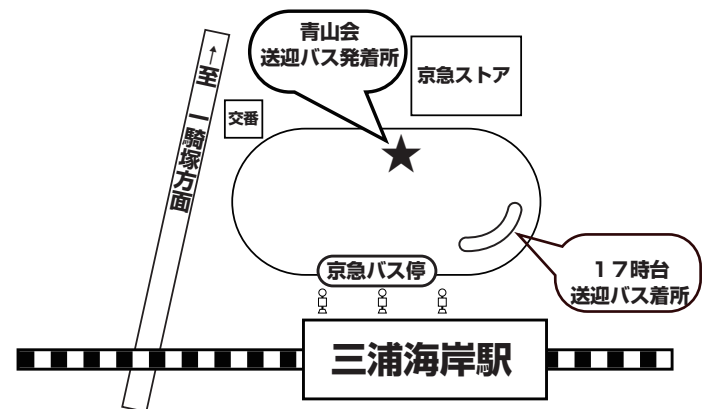 青山会
送迎バス発着所
京急ストア
交番
↑至 一騎塚方面
京急バス停
17時台
送迎バス着所
三浦海岸駅